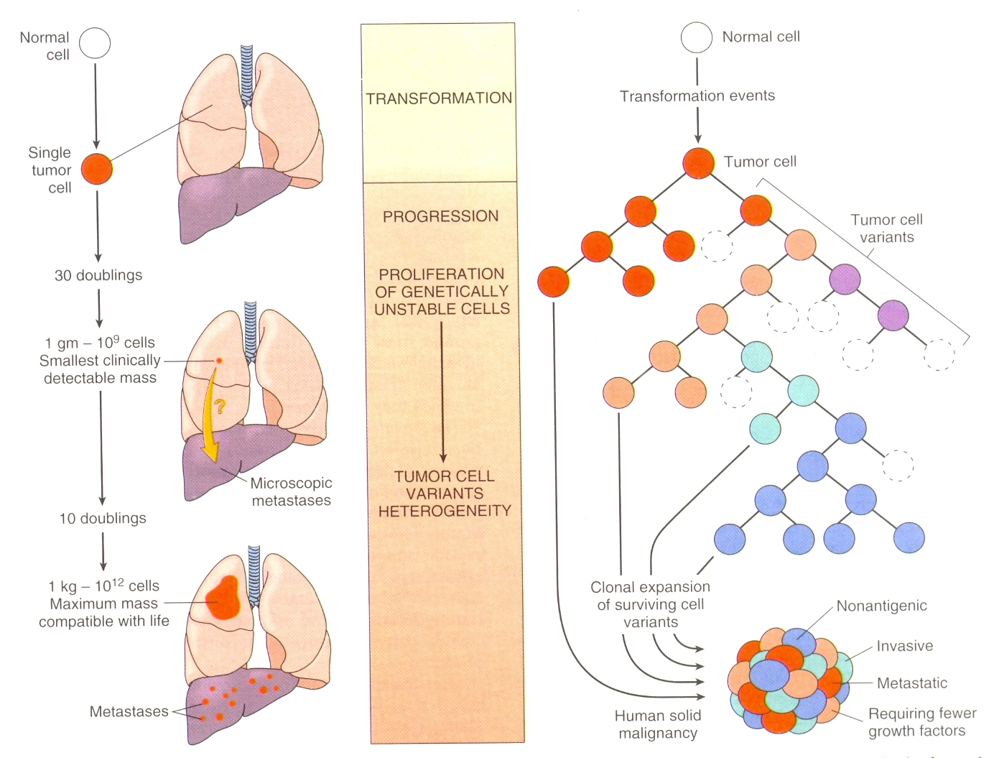 Normal
cell
Single
tumor
cell
30 doublings
1 gm – 10⁹ cells
Smallest clinically
detectable mass
?
Microscopic
metastases
10 doublings
1 kg – 10¹² cells
Maximum mass
compatible with life
Metastases
TRANSFORMATION
PROGRESSION
PROLIFERATION
OF GENETICALLY
UNSTABLE CELLS
TUMOR CELL
VARIANTS
HETEROGENEITY
Normal cell
Transformation events
Tumor cell
Tumor cell
variants
Clonal expansion
of surviving cell
variants
Nonantigenic
Invasive
Metastatic
Requiring fewer
growth factors
Human solid
malignancy